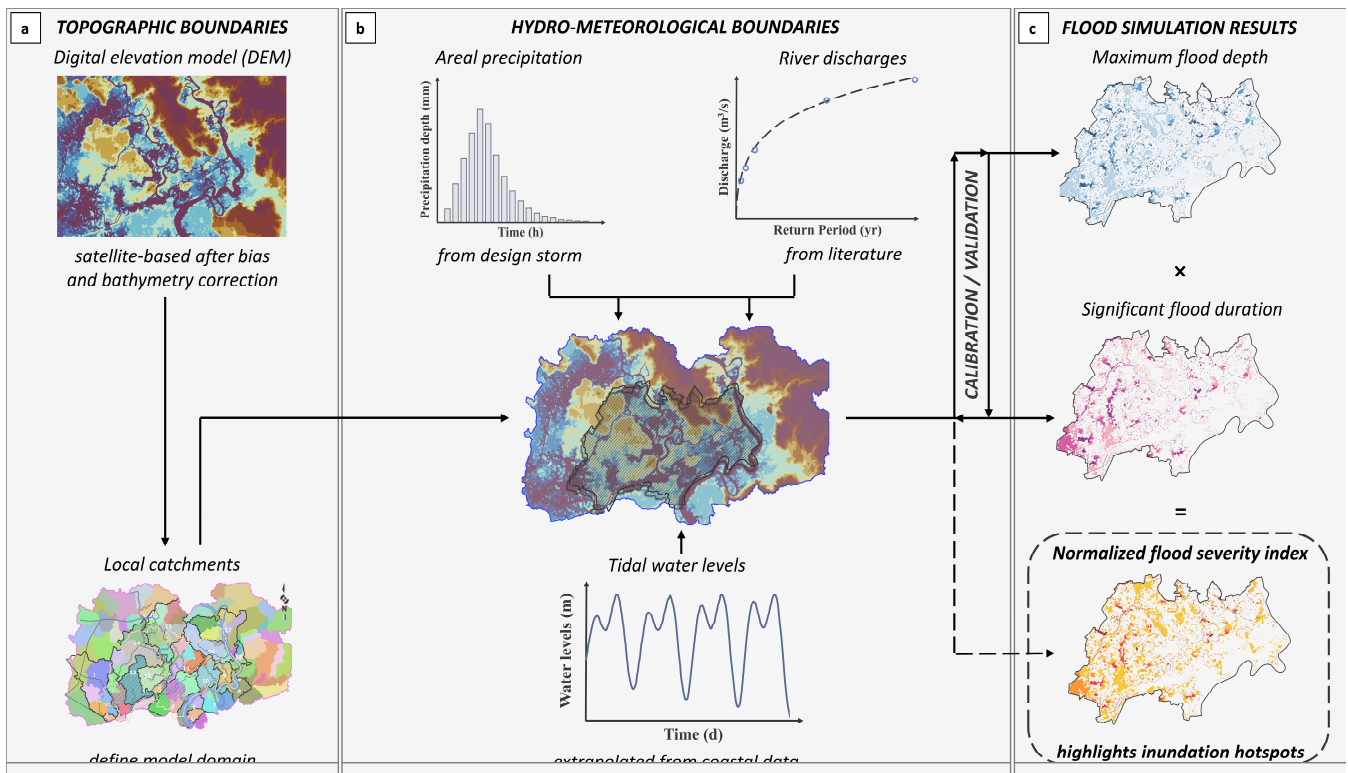 a
TOPOGRAPHIC BOUNDARIES
Digital elevation model (DEM)
satellite-based after bias
and bathymetry correction
Local catchments
N
define model domain
b
HYDRO-METEOROLOGICAL BOUNDARIES
Areal precipitation
Precipitation depth (mm)
Time (h)
from design storm
River discharges
Discharge (m³/s)
Return Period (yr)
from literature
Tidal water levels
Water levels (m)
Time (d)
extrapolated from coastal data
CALIBRATION / VALIDATION
c
FLOOD SIMULATION RESULTS
Maximum flood depth
×
Significant flood duration
=
Normalized flood severity index
highlights inundation hotspots